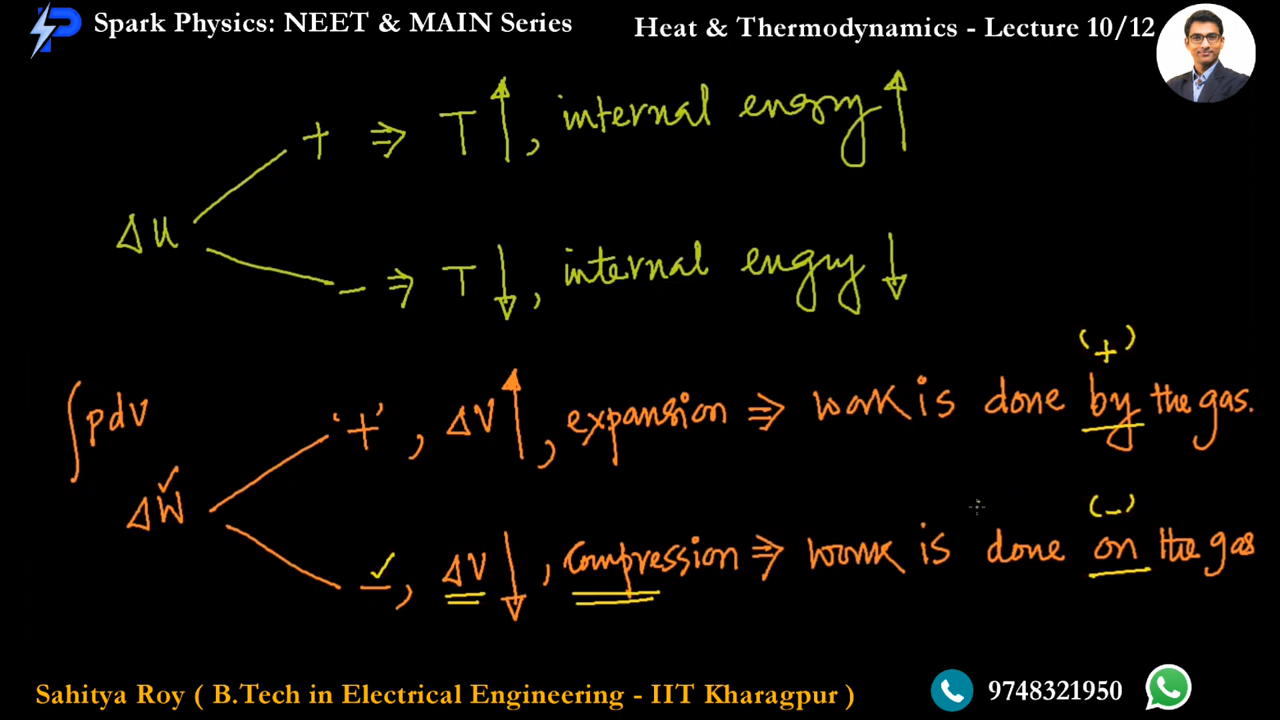 Spark Physics: NEET & MAIN Series
Heat & Thermodynamics - Lecture 10/12
+ ⇒ T ↑, internal energy ↑
ΔU
- ⇒ T ↓, internal energy ↓
(+)
∫pdv
'+', ΔV ↑, expansion ⇒ work is done by the gas.
ΔW ✓
(-)
- ✓, ΔV ↓, Compression ⇒ work is done on the gas
Sahitya Roy ( B.Tech in Electrical Engineering - IIT Kharagpur )
9748321950